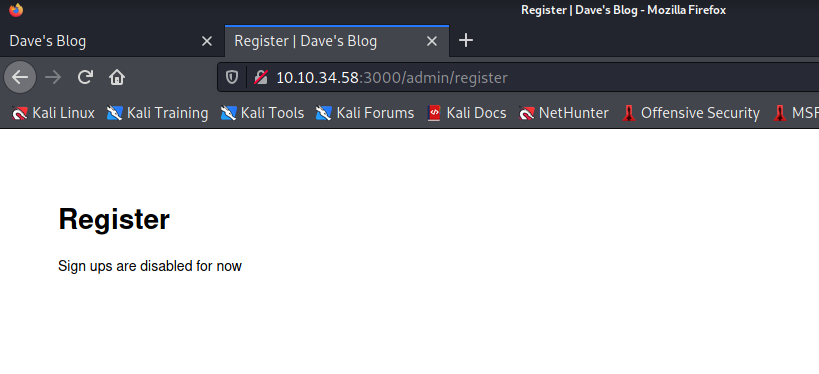 Register | Dave's Blog - Mozilla Firefox
Dave's Blog
Register | Dave's Blog
10.10.34.58:3000/admin/register
Kali Linux Kali Training Kali Tools Kali Forums Kali Docs NetHunter Offensive Security MSF
Register
Sign ups are disabled for now